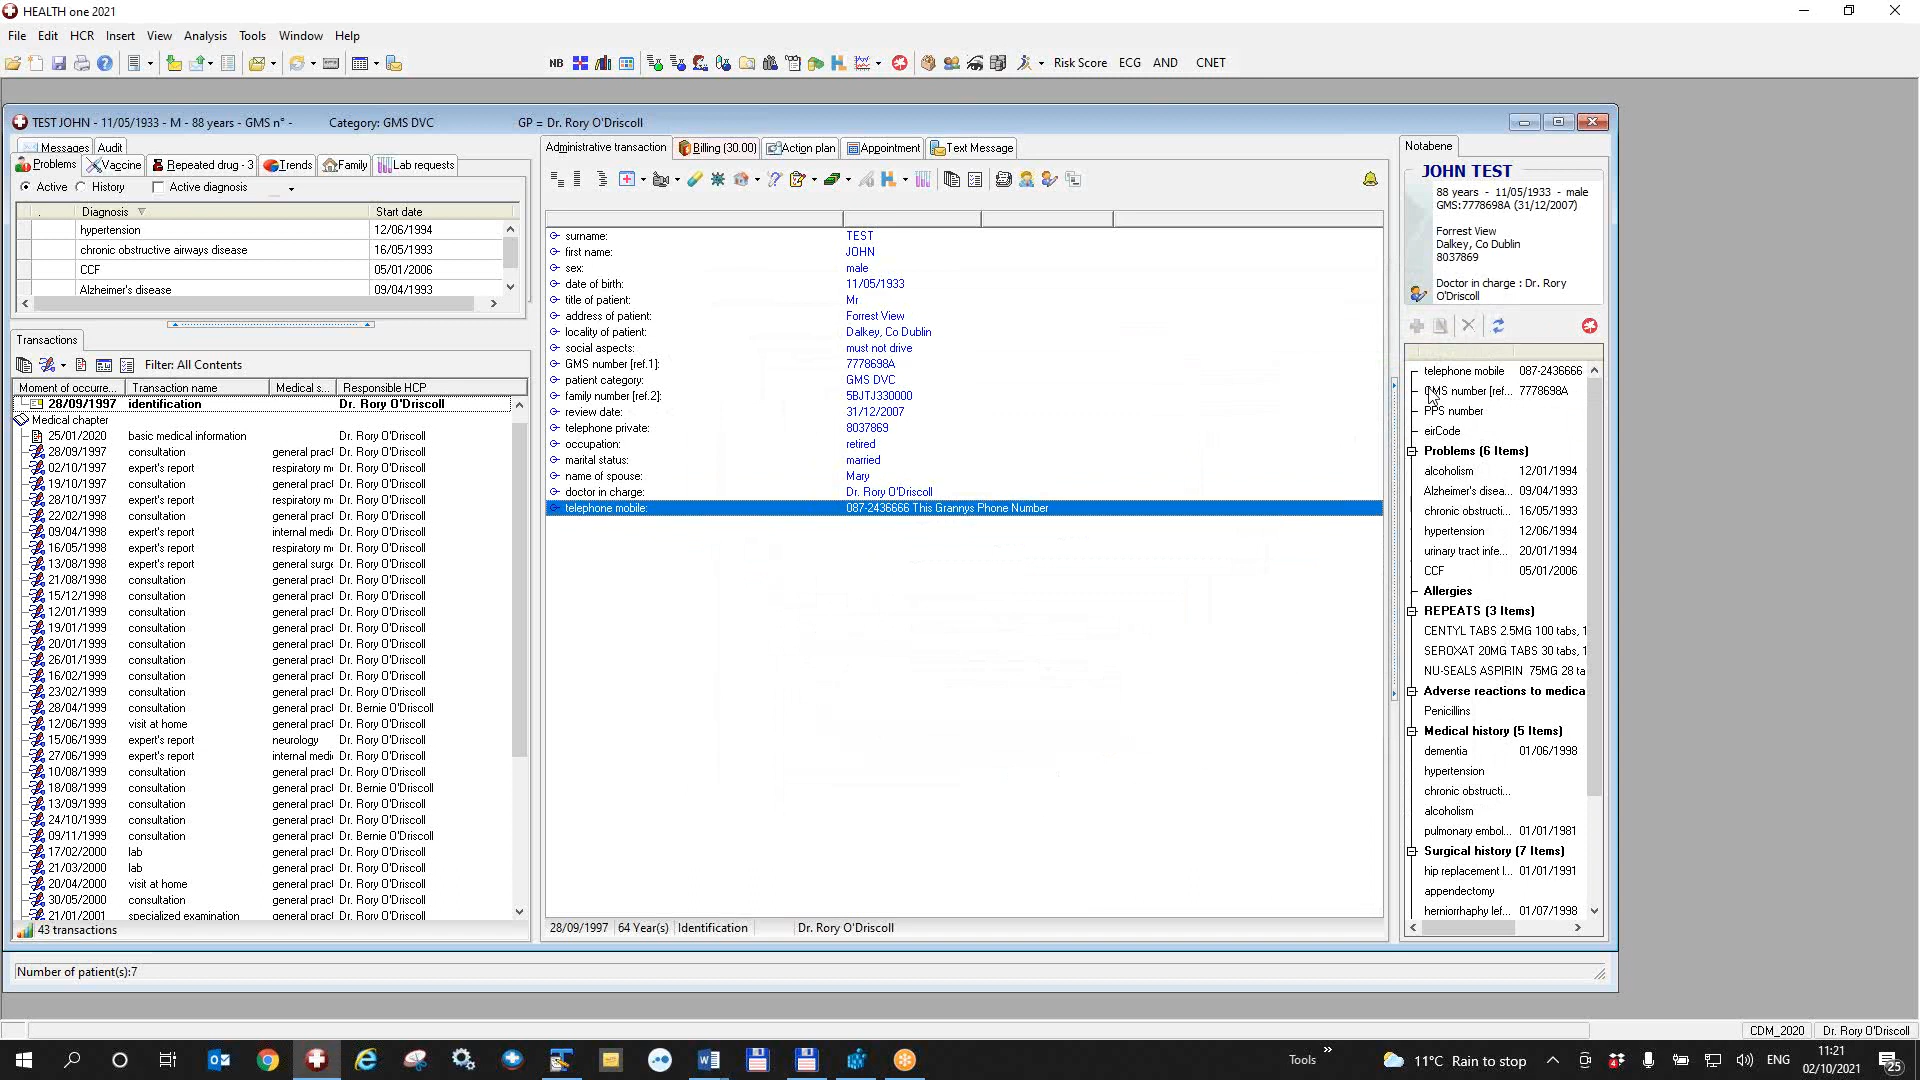 HEALTH one 2021
File Edit HCR Insert View Analysis Tools Window Help
NB Risk Score ECG AND CNET
TEST JOHN - 11/05/1933 - M - 88 years - GMS n° - Category: GMS DVC GP = Dr. Rory O'Driscoll
Messages Audit
Problems Vaccine Repeated drug - 3 Trends Family Lab requests
Active History Active diagnosis
. Diagnosis Start date
hypertension 12/06/1994
chronic obstructive airways disease 16/05/1993
CCF 05/01/2006
Alzheimer's disease 09/04/1993
Transactions
Filter: All Contents
Moment of occurre... Transaction name Medical s... Responsible HCP
28/09/1997 identification Dr. Rory O'Driscoll
Medical chapter
25/01/2020 basic medical information Dr. Rory O'Driscoll
28/09/1997 consultation general pract Dr. Rory O'Driscoll
02/10/1997 expert's report respiratory m Dr. Rory O'Driscoll
19/10/1997 consultation general pract Dr. Rory O'Driscoll
28/10/1997 expert's report respiratory m Dr. Rory O'Driscoll
22/02/1998 consultation general pract Dr. Rory O'Driscoll
09/04/1998 expert's report internal medi Dr. Rory O'Driscoll
16/05/1998 expert's report respiratory m Dr. Rory O'Driscoll
13/08/1998 expert's report general surge Dr. Rory O'Driscoll
21/08/1998 consultation general pract Dr. Rory O'Driscoll
15/12/1998 consultation general pract Dr. Rory O'Driscoll
12/01/1999 consultation general pract Dr. Rory O'Driscoll
19/01/1999 consultation general pract Dr. Rory O'Driscoll
20/01/1999 consultation general pract Dr. Rory O'Driscoll
26/01/1999 consultation general pract Dr. Rory O'Driscoll
16/02/1999 consultation general pract Dr. Rory O'Driscoll
23/02/1999 consultation general pract Dr. Rory O'Driscoll
28/04/1999 consultation general pract Dr. Bernie O'Driscoll
12/06/1999 visit at home general pract Dr. Rory O'Driscoll
15/06/1999 expert's report neurology Dr. Rory O'Driscoll
27/06/1999 expert's report internal medi Dr. Rory O'Driscoll
10/08/1999 consultation general pract Dr. Rory O'Driscoll
18/08/1999 consultation general pract Dr. Bernie O'Driscoll
13/09/1999 consultation general pract Dr. Rory O'Driscoll
24/10/1999 consultation general pract Dr. Rory O'Driscoll
09/11/1999 consultation general pract Dr. Bernie O'Driscoll
17/02/2000 lab general pract Dr. Rory O'Driscoll
21/03/2000 lab general pract Dr. Rory O'Driscoll
20/04/2000 visit at home general pract Dr. Rory O'Driscoll
30/05/2000 consultation general pract Dr. Rory O'Driscoll
21/01/2001 specialized examination general pract Dr. Rory O'Driscoll
43 transactions
Administrative transaction Billing (30.00) Action plan Appointment Text Message
surname: TEST
first name: JOHN
sex: male
date of birth: 11/05/1933
title of patient: Mr
address of patient: Forrest View
locality of patient: Dalkey, Co Dublin
social aspects: must not drive
GMS number [ref.1]: 7778698A
patient category: GMS DVC
family number [ref.2]: 5BJTJ330000
review date: 31/12/2007
telephone private: 8037869
occupation: retired
marital status: married
name of spouse: Mary
doctor in charge: Dr. Rory O'Driscoll
telephone mobile: 087-2436666 This Grannys Phone Number
28/09/1997 64 Year(s) Identification Dr. Rory O'Driscoll
Notabene
JOHN TEST
88 years - 11/05/1933 - male
GMS:7778698A (31/12/2007)
Forrest View
Dalkey, Co Dublin
8037869
Doctor in charge : Dr. Rory
O'Driscoll
telephone mobile 087-2436666
GMS number [ref... 7778698A
PPS number
eirCode
Problems (6 Items)
alcoholism 12/01/1994
Alzheimer's disea... 09/04/1993
chronic obstructi... 16/05/1993
hypertension 12/06/1994
urinary tract infe... 20/01/1994
CCF 05/01/2006
Allergies
REPEATS (3 Items)
CENTYL TABS 2.5MG 100 tabs, 1
SEROXAT 20MG TABS 30 tabs, 1
NU-SEALS ASPIRIN 75MG 28 ta
Adverse reactions to medica
Penicillins
Medical history (5 Items)
dementia 01/06/1998
hypertension
chronic obstructi...
alcoholism
pulmonary embol... 01/01/1981
Surgical history (7 Items)
hip replacement l... 01/01/1991
appendectomy
herniorrhaphy lef... 01/07/1998
Number of patient(s):7
CDM_2020 Dr. Rory O'Driscoll
Tools » 11°C Rain to stop ENG 11:21
02/10/2021 25